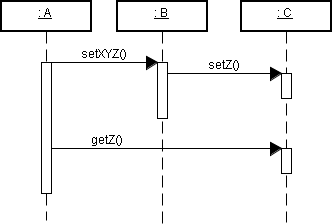 : A
: B
: C
setXYZ()
setZ()
getZ()